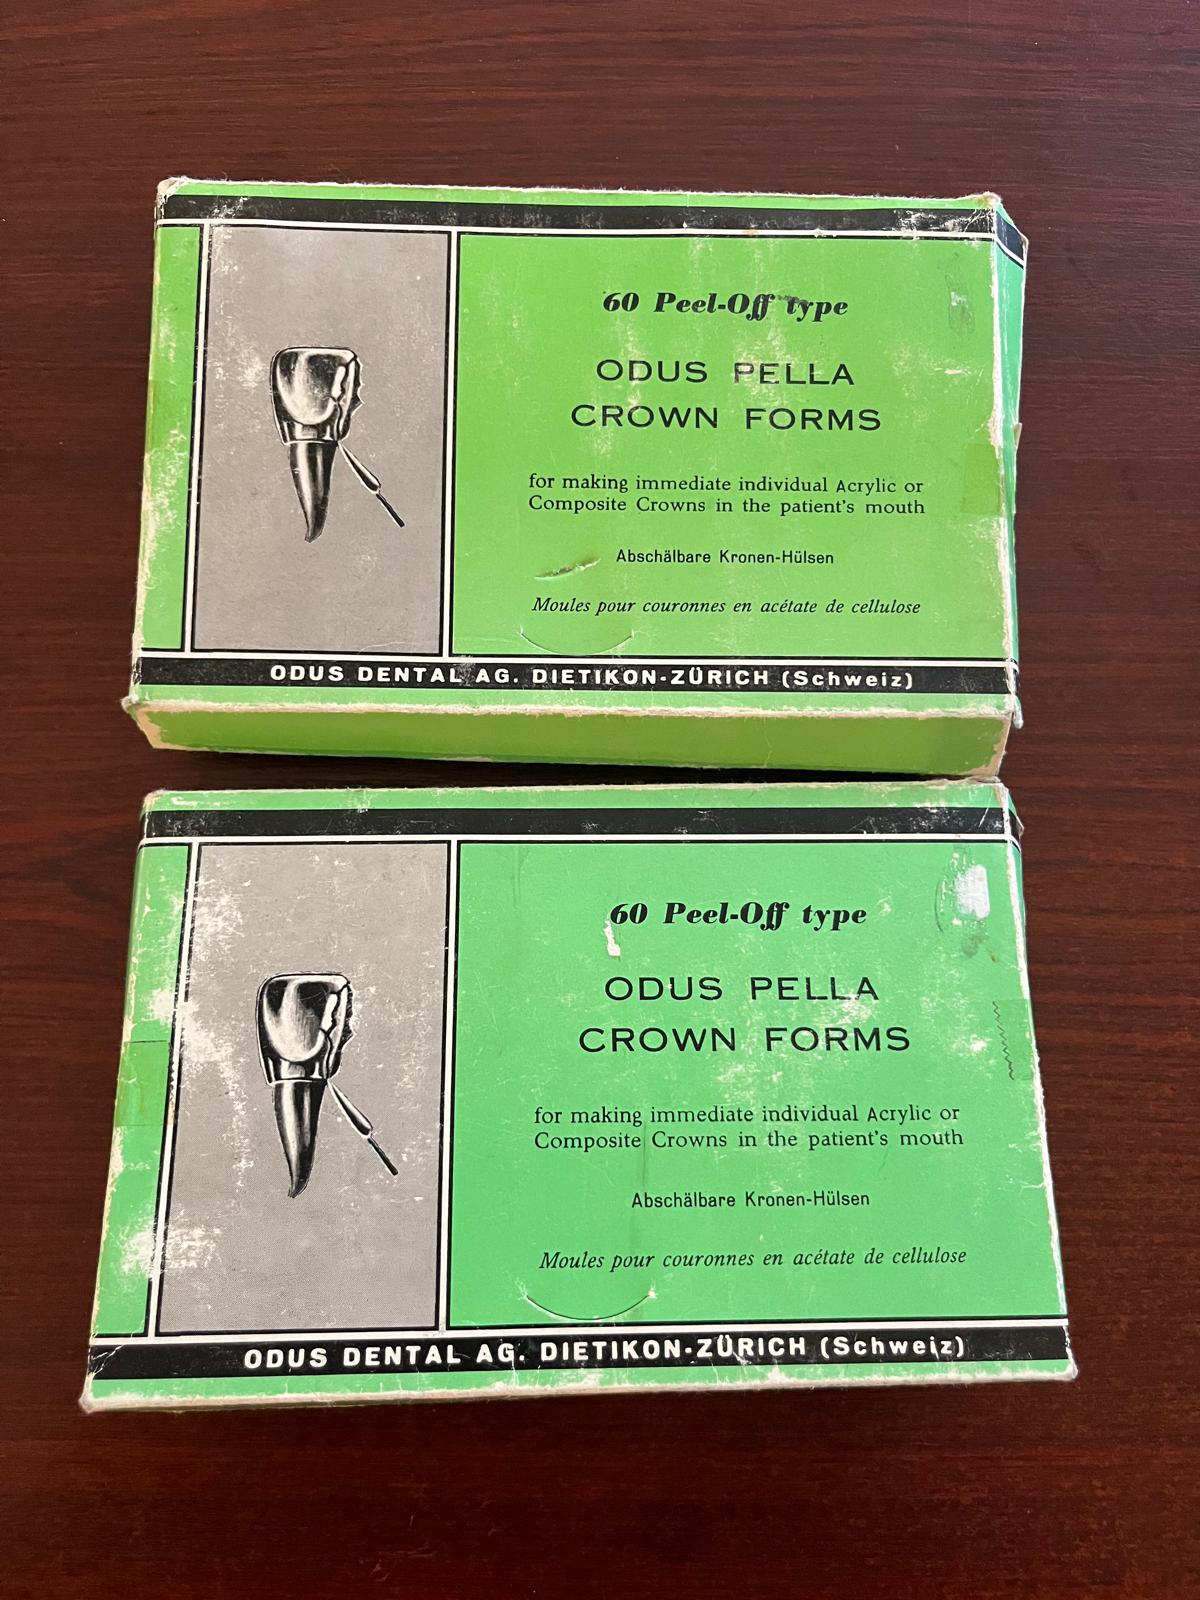 60 Peel-Off type
ODUS PELLA
CROWN FORMS
for making immediate individual Acrylic or
Composite Crowns in the patient's mouth
Abschälbare Kronen-Hülsen
Moules pour couronnes en acétate de cellulose
ODUS DENTAL AG. DIETIKON-ZÜRICH (Schweiz)
60 Peel-Off type
ODUS PELLA
CROWN FORMS
for making immediate individual Acrylic or
Composite Crowns in the patient's mouth
Abschälbare Kronen-Hülsen
Moules pour couronnes en acétate de cellulose
ODUS DENTAL AG. DIETIKON-ZÜRICH (Schweiz)